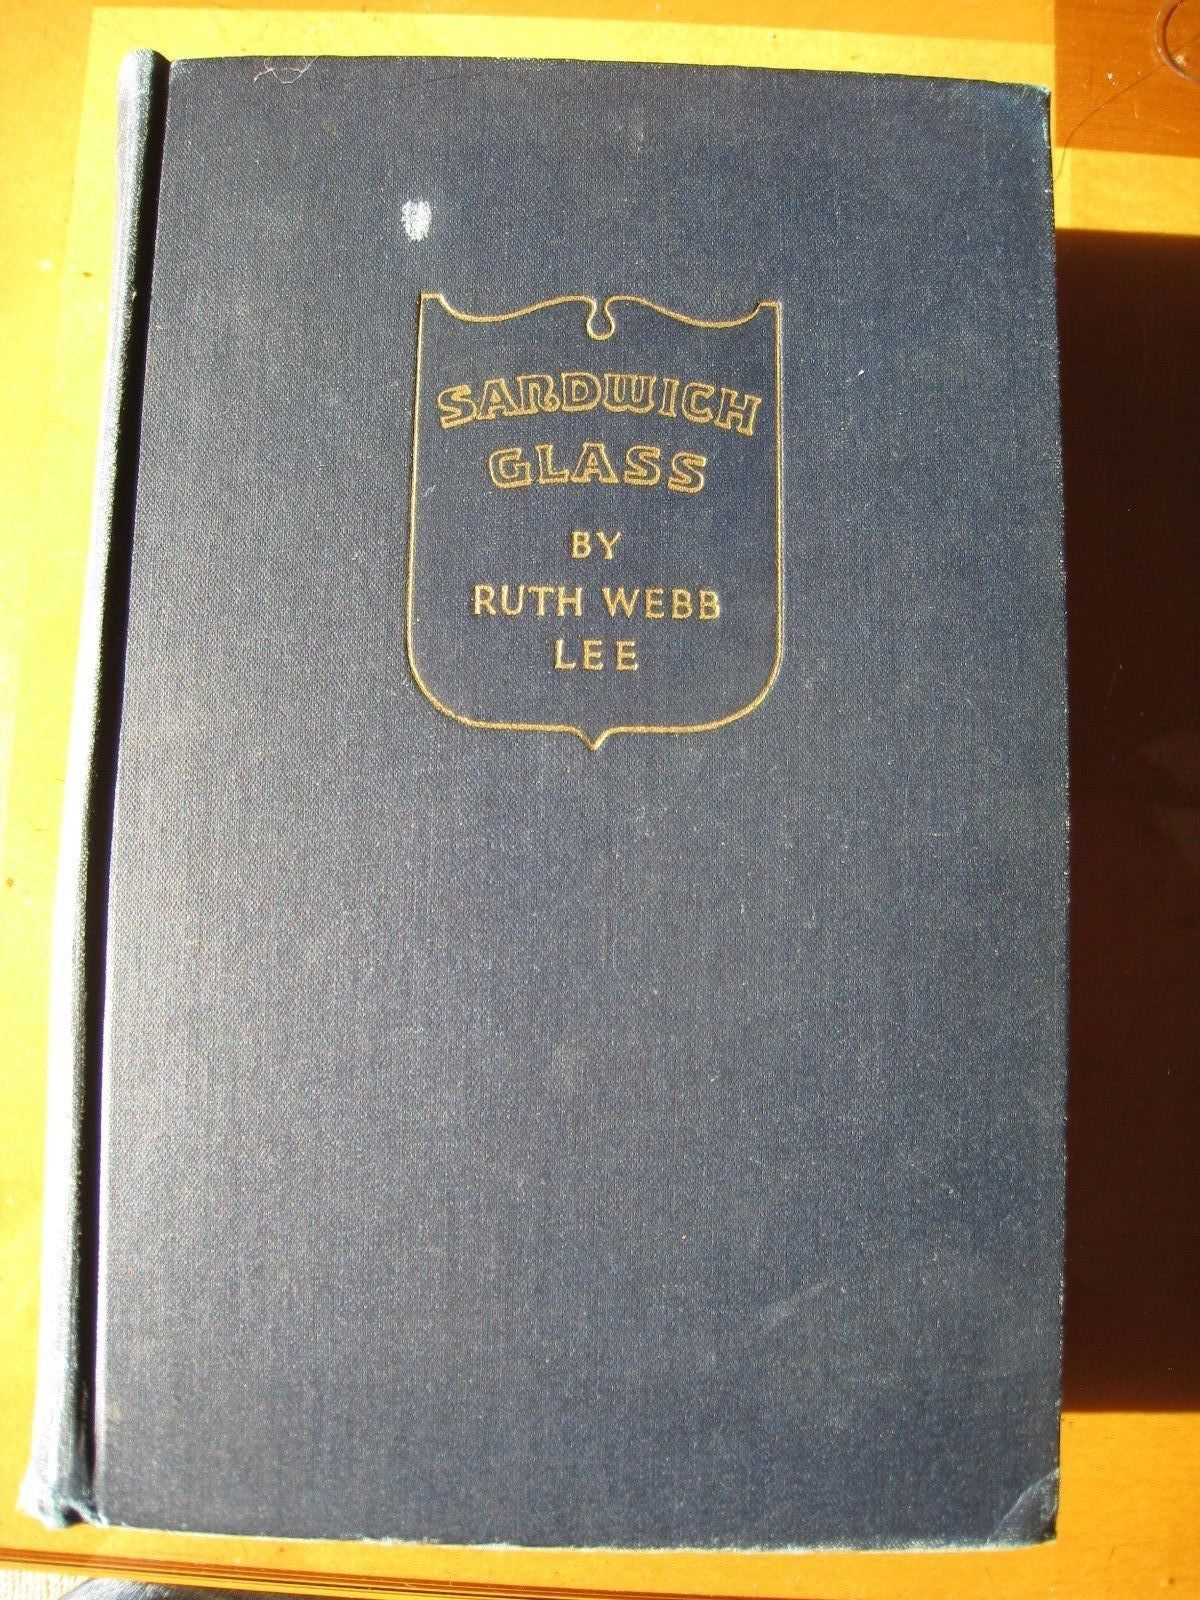 SANDWICH
GLASS
BY
RUTH WEBB
LEE